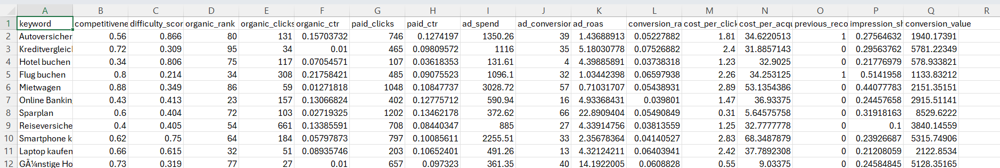 A B C D E F G H I J K L M N O P Q R
1 keyword competitivene difficulty_scor organic_rank organic_clicks organic_ctr paid_clicks paid_ctr ad_spend ad_conversion ad_roas conversion_ra cost_per_click cost_per_acqu previous_reco impression_sh conversion_value
2 Autoversicher 0.56 0.866 80 131 0.15703732 746 0.1274197 1350.26 39 1.43688913 0.05227882 1.81 34.6220513 1 0.27564632 1940.17391
3 Kreditvergleich 0.72 0.309 95 34 0.01 465 0.09809572 1116 35 5.18030778 0.07526882 2.4 31.8857143 0 0.29563762 5781.22349
4 Hotel buchen 0.34 0.806 75 117 0.07054571 107 0.03618353 131.61 4 4.39885891 0.03738318 1.23 32.9025 0 0.21776979 578.933821
5 Flug buchen 0.8 0.214 34 308 0.21758421 485 0.09075523 1096.1 32 1.03442398 0.06597938 2.26 34.253125 1 0.5141958 1133.83212
6 Mietwagen 0.88 0.349 86 59 0.01271818 1048 0.10847737 3028.72 57 0.71031707 0.05438931 2.89 53.1354386 0 0.44077783 2151.35151
7 Online Bankin 0.43 0.413 23 157 0.13066824 402 0.12775712 590.94 16 4.93368431 0.039801 1.47 36.93375 0 0.24457658 2915.51141
8 Sparplan 0.6 0.404 72 103 0.02719325 1202 0.13462178 372.62 66 22.8909404 0.05490849 0.31 5.64575758 0 0.31918163 8529.6222
9 Reiseversiche 0.4 0.405 54 661 0.13385591 708 0.08440347 885 27 4.33914756 0.03813559 1.25 32.7777778 0 0.1 3840.14559
10 Smartphone k 0.62 0.75 64 184 0.05797873 797 0.10085611 2255.51 33 2.35678364 0.04140527 2.83 68.3487879 0 0.23926687 5315.74906
11 Laptop kaufen 0.66 0.615 32 51 0.08935746 203 0.10652401 491.26 13 4.32124211 0.06403941 2.42 37.7892308 0 0.21208059 2122.8534
12 GÃ¼nstige Ho 0.73 0.319 77 27 0.01 657 0.097323 361.35 40 14.1922005 0.0608828 0.55 9.03375 0 0.24584845 5128.35165